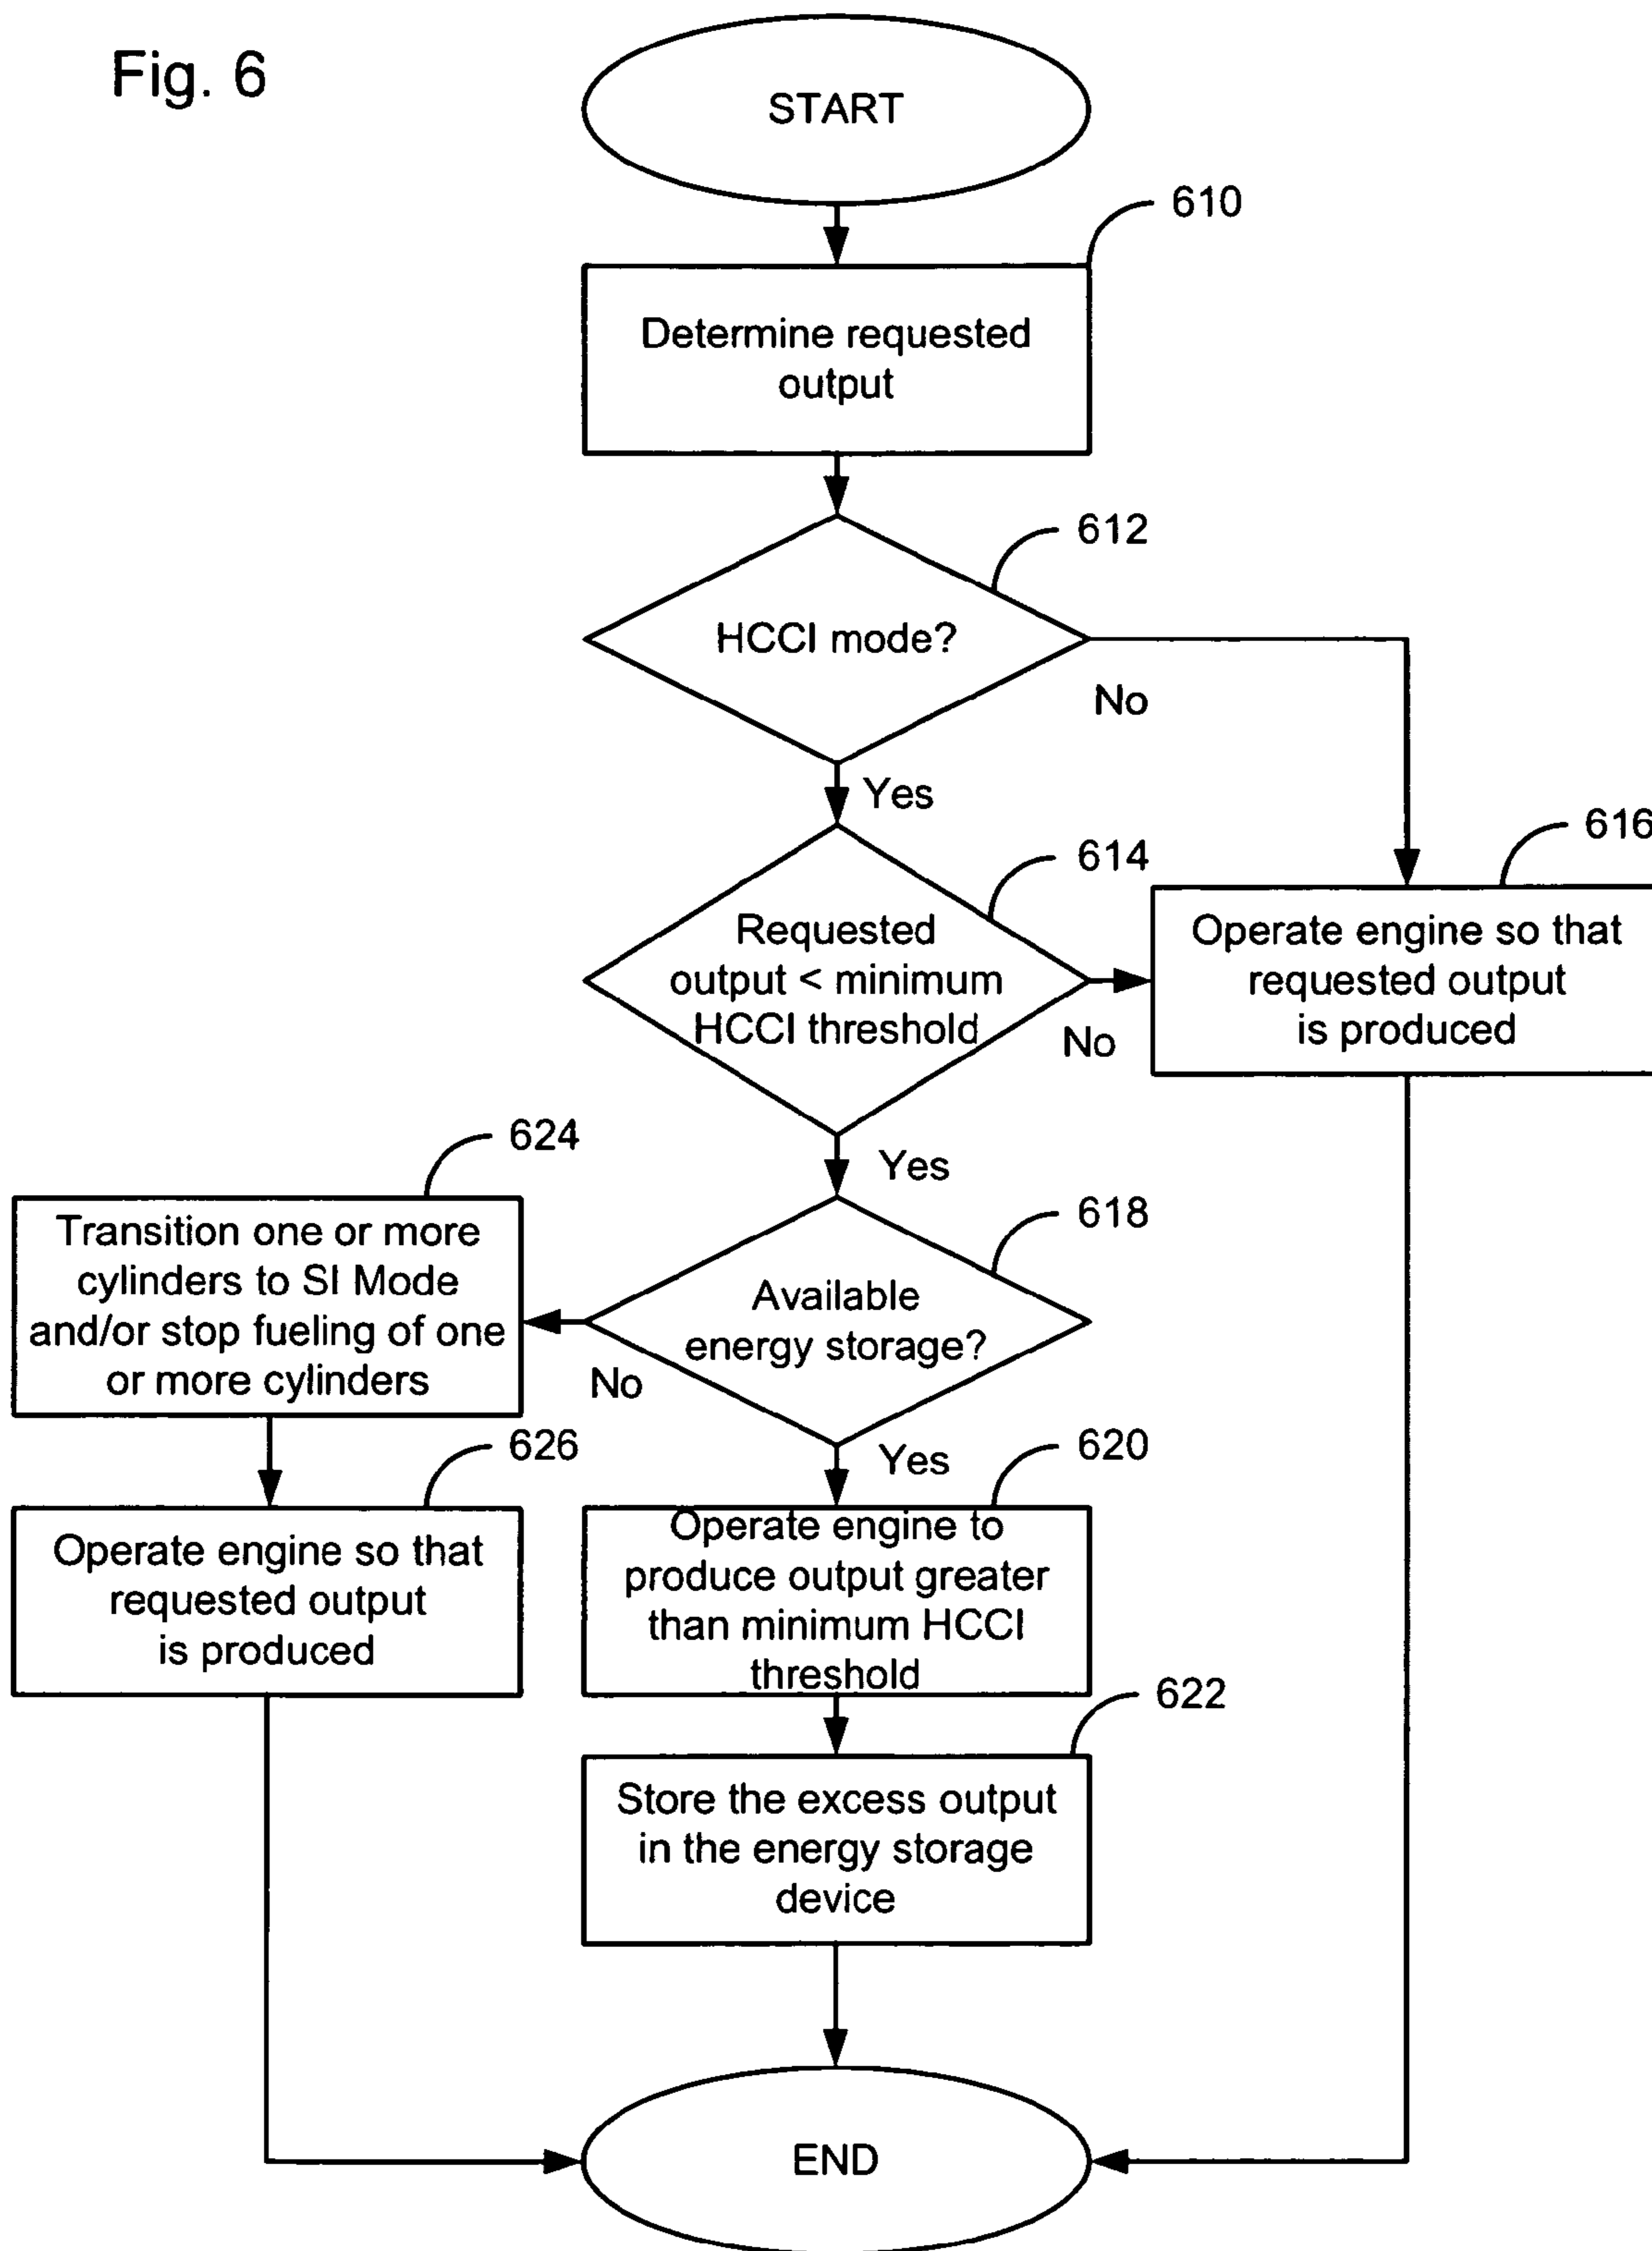 Fig. 6
START
610
Determine requested
output
612
HCCI mode?
No
Yes
616
614
Requested
output < minimum
HCCI threshold
No
Operate engine so that
requested output
is produced
Yes
624
Transition one or more
cylinders to SI Mode
and/or stop fueling of one
or more cylinders
618
Available
energy storage?
No
Yes
626
Operate engine so that
requested output
is produced
620
Operate engine to
produce output greater
than minimum HCCI
threshold
622
Store the excess output
in the energy storage
device
END